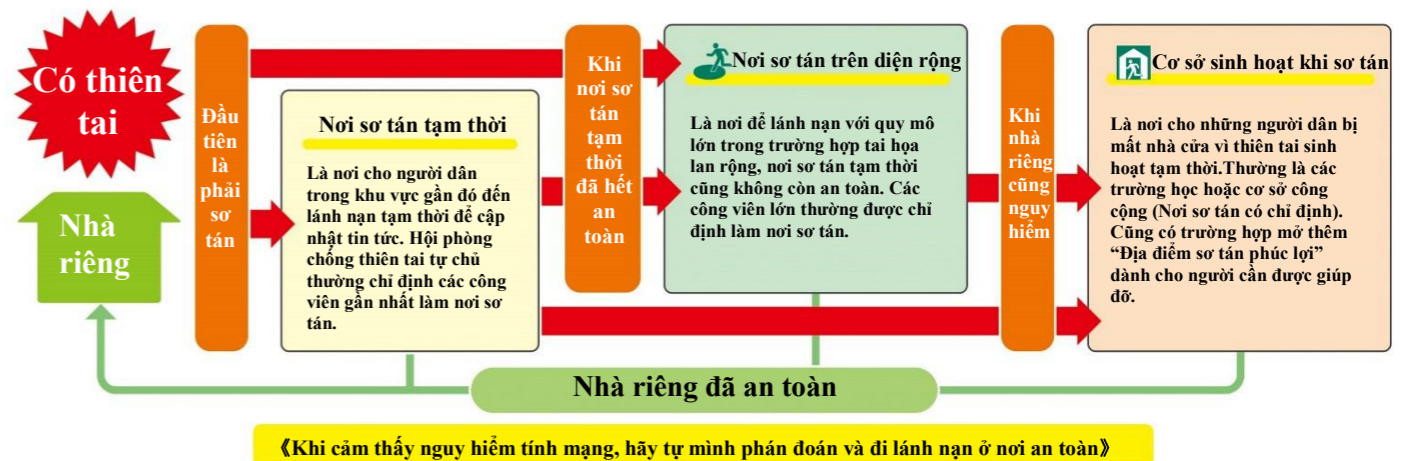 Có thiên
tai
Nhà
riêng
Đầu
tiên
là
phải
sơ
tán
Nơi sơ tán tạm thời
Là nơi cho người dân
trong khu vực gần đó đến
lánh nạn tạm thời để cập
nhật tin tức. Hội phòng
chống thiên tai tự chủ
thường chỉ định các công
viên gần nhất làm nơi sơ
tán.
Khi
nơi sơ
tán
tạm
thời
đã hết
an
toàn
Nơi sơ tán trên diện rộng
Là nơi để lánh nạn với quy mô
lớn trong trường hợp tai họa
lan rộng, nơi sơ tán tạm thời
cũng không còn an toàn. Các
công viên lớn thường được chỉ
định làm nơi sơ tán.
Khi
nhà
riêng
cũng
nguy
hiểm
Cơ sở sinh hoạt khi sơ tán
Là nơi cho những người dân bị
mất nhà cửa vì thiên tai sinh
hoạt tạm thời.Thường là các
trường học hoặc cơ sở công
cộng (Nơi sơ tán có chỉ định).
Cũng có trường hợp mở thêm
“Địa điểm sơ tán phúc lợi”
dành cho người cần được giúp
đỡ.
Nhà riêng đã an toàn
《Khi cảm thấy nguy hiểm tính mạng, hãy tự mình phán đoán và đi lánh nạn ở nơi an toàn》